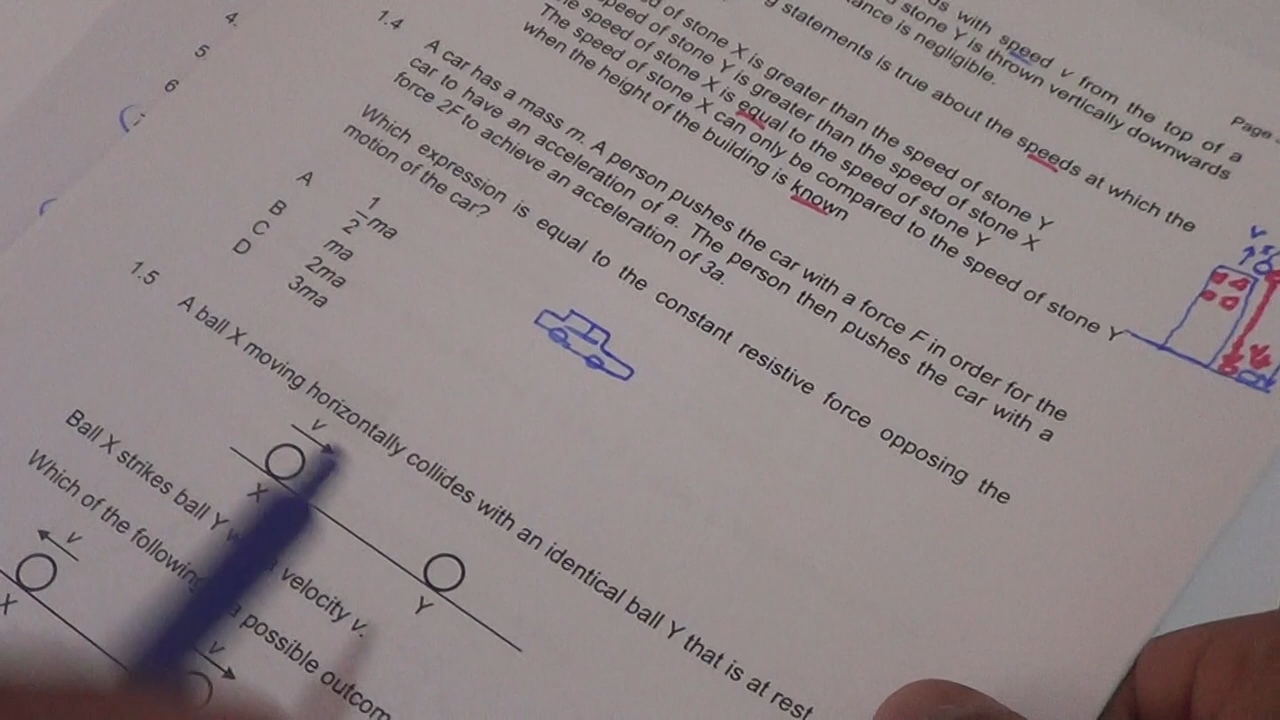 ds with speed v from the top of a
stone Y is thrown vertically downwards
tance is negligible.
Page
statements is true about the speeds at which the
d of stone X is greater than the speed of stone Y
peed of stone Y is greater than the speed of stone X
e speed of stone X is equal to the speed of stone Y
The speed of stone X can only be compared to the speed of stone Y
when the height of the building is known
1.4 A car has a mass m. A person pushes the car with a force F in order for the
car to have an acceleration of a. The person then pushes the car with a
force 2F to achieve an acceleration of 3a.
Which expression is equal to the constant resistive force opposing the
motion of the car?
A 1/2 ma
B ma
C 2ma
D 3ma
1.5 A ball X moving horizontally collides with an identical ball Y that is at rest
v
X
Y
Ball X strikes ball Y velocity v.
Which of the following possible outcom
v
X
v
4.
5
6
v